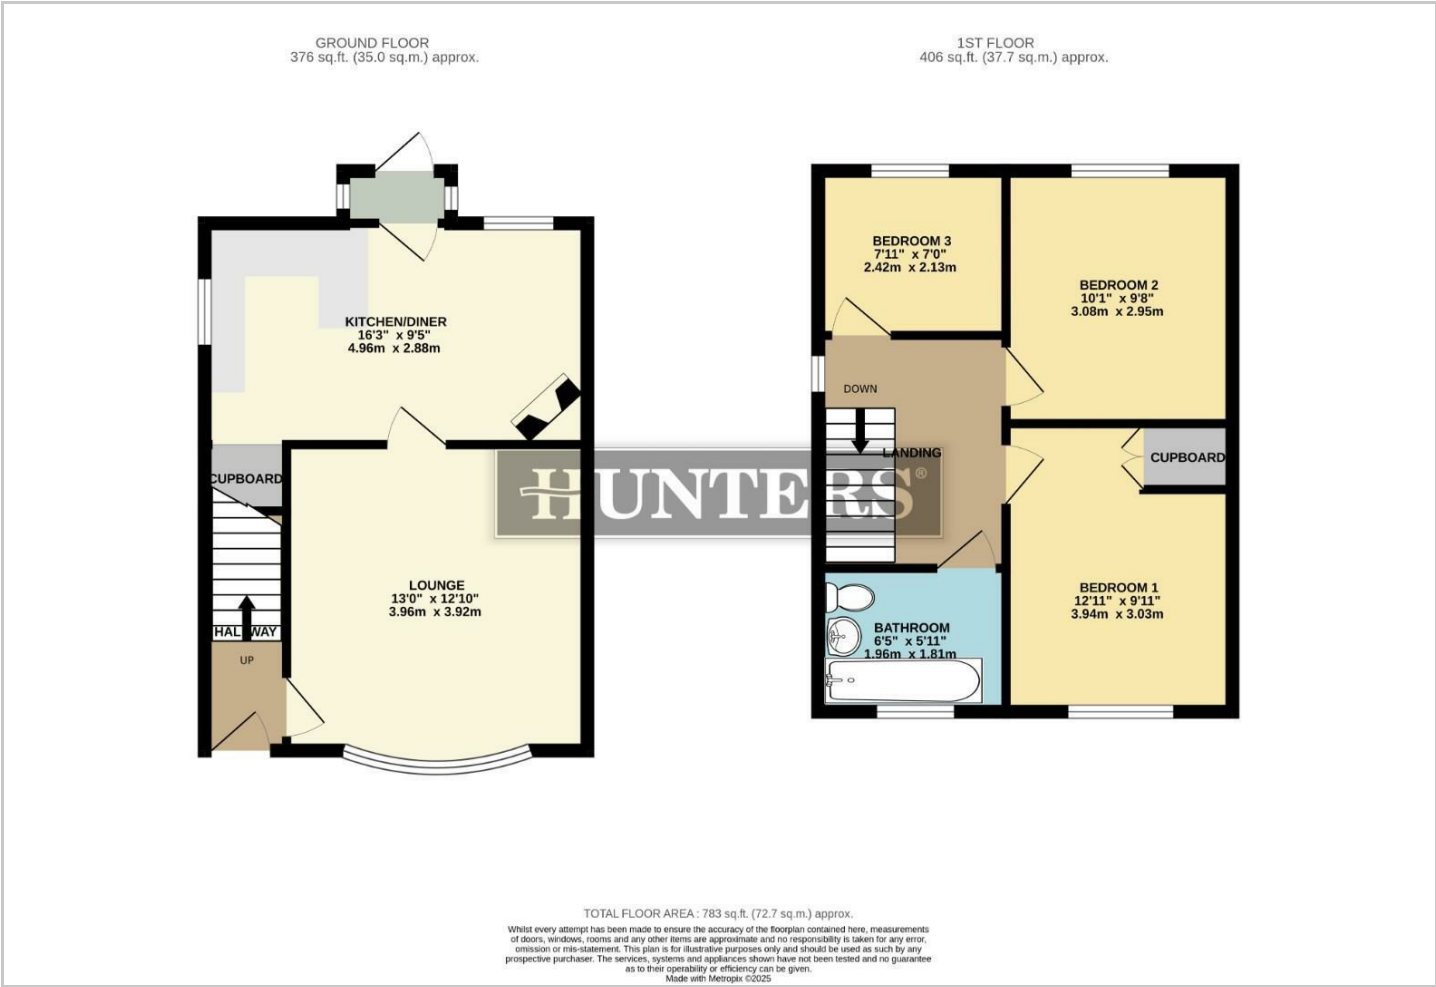 GROUND FLOOR
376 sq.ft. (35.0 sq.m.) approx.
1ST FLOOR
406 sq.ft. (37.7 sq.m.) approx.
KITCHEN/DINER
16'3" x 9'5"
4.96m x 2.88m
CUPBOARD
LOUNGE
13'0" x 12'10"
3.96m x 3.92m
HALLWAY
UP
BEDROOM 3
7'11" x 7'0"
2.42m x 2.13m
BEDROOM 2
10'1" x 9'8"
3.08m x 2.95m
DOWN
LANDING
CUPBOARD
BEDROOM 1
12'11" x 9'11"
3.94m x 3.03m
BATHROOM
6'5" x 5'11"
1.96m x 1.81m
HUNTERS®
TOTAL FLOOR AREA : 783 sq.ft. (72.7 sq.m.) approx.
Whilst every attempt has been made to ensure the accuracy of the floorplan contained here, measurements
of doors, windows, rooms and any other items are approximate and no responsibility is taken for any error,
omission or mis-statement. This plan is for illustrative purposes only and should be used as such by any
prospective purchaser. The services, systems and appliances shown have not been tested and no guarantee
as to their operability or efficiency can be given.
Made with Metropix ©2025